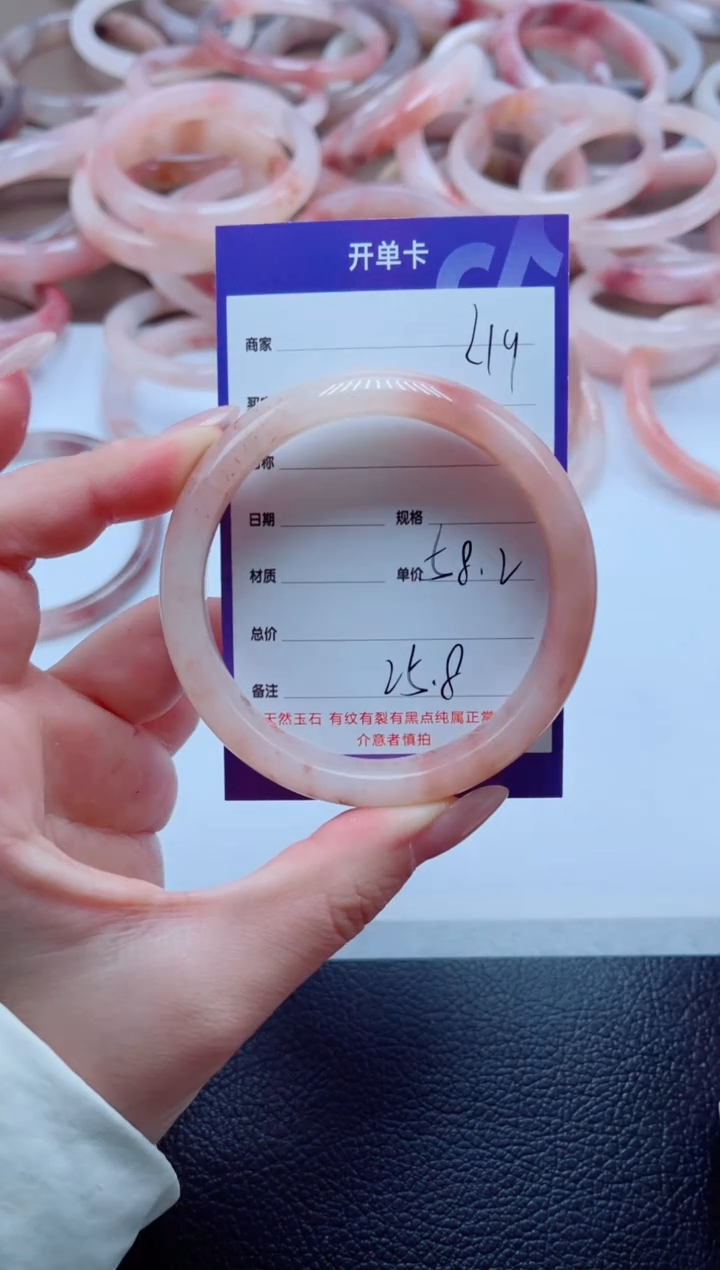 开单卡
商家
L14
称
日期 规格
材质 单价 58.2
总价
备注 25.8
天然玉石 有纹有裂有黑点纯属正常
介意者慎拍